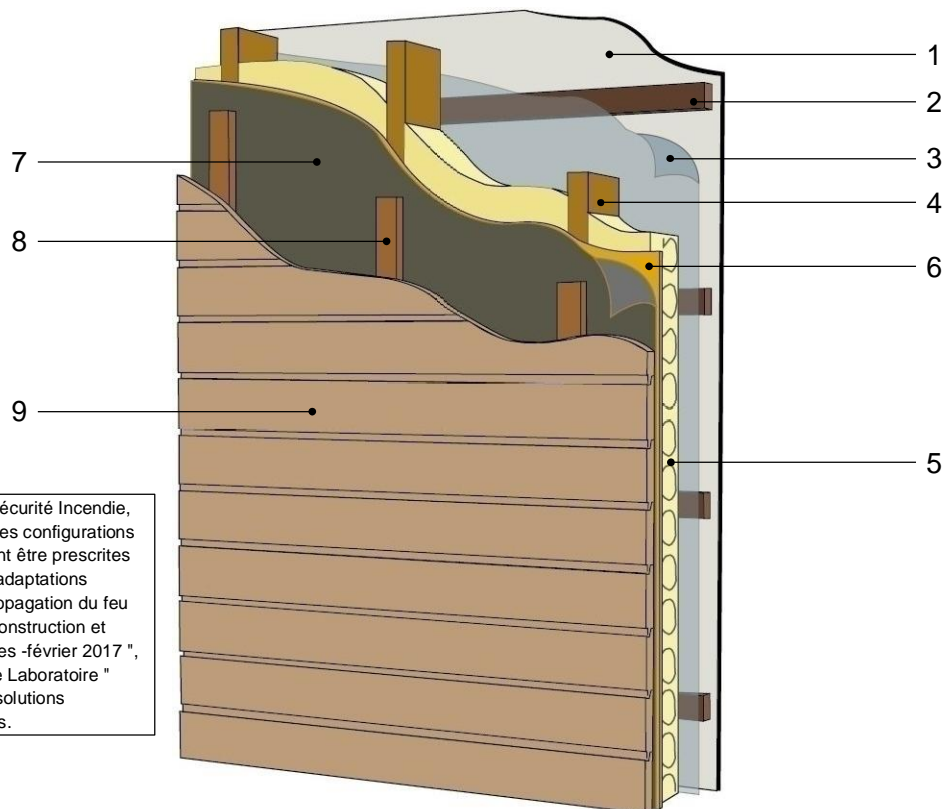 1
2
3
7
4
8
6
9
5
écurité Incendie,
es configurations
nt être prescrites
adaptations
opagation du feu
onstruction et
es -février 2017 ",
e Laboratoire "
solutions
s.